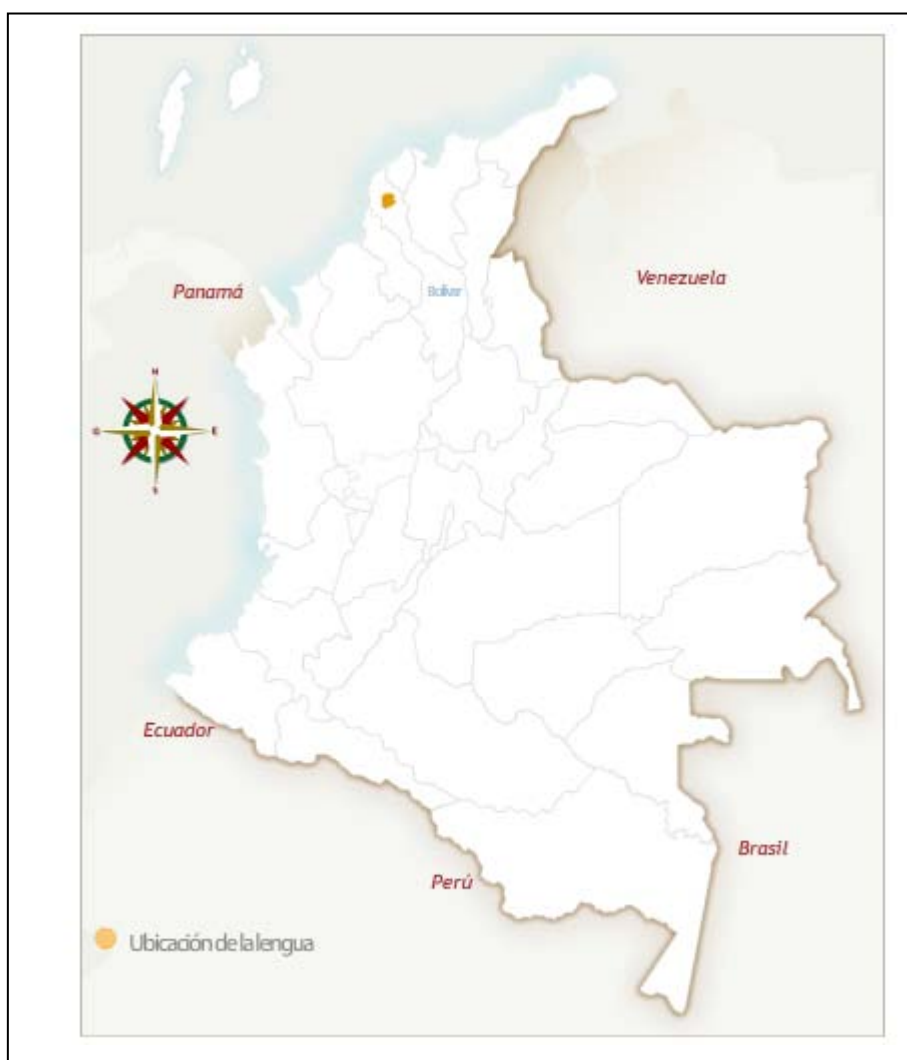 Bolívar
Venezuela
Panamá
N
O
E
S
Ecuador
Brasil
Perú
Ubicación de la lengua